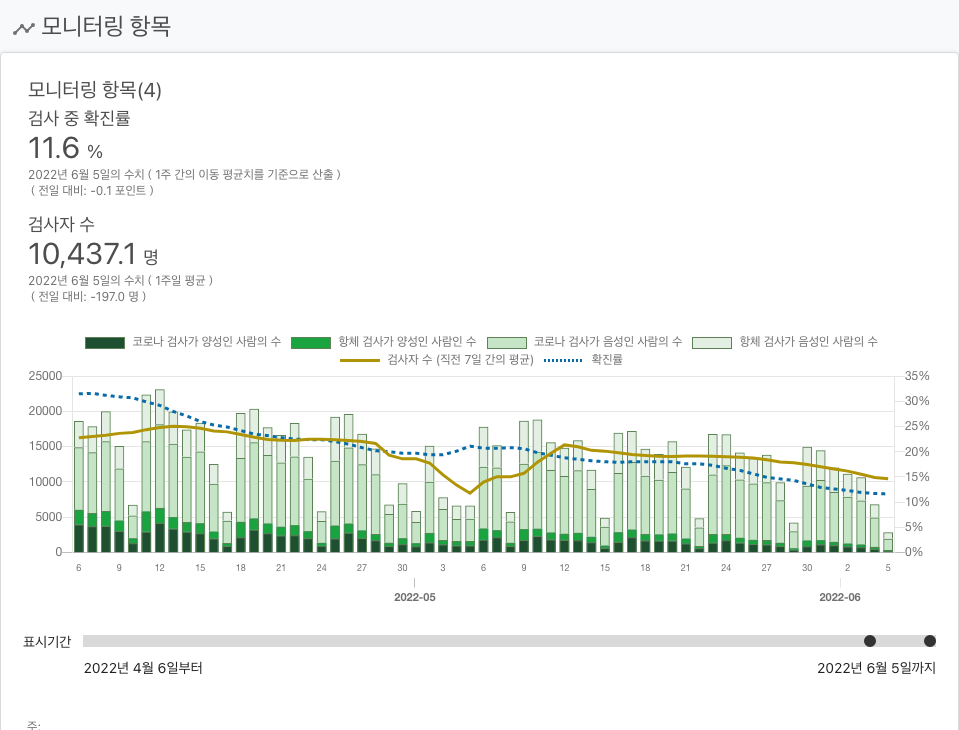 모니터링 항목
모니터링 항목(4)
검사 중 확진률
11.6 %
2022년 6월 5일의 수치 ( 1주 간의 이동 평균치를 기준으로 산출 )
( 전일 대비: -0.1 포인트 )
검사자 수
10,437.1 명
2022년 6월 5일의 수치 ( 1주일 평균 )
( 전일 대비: -197.0 명 )
코로나 검사가 양성인 사람의 수 항체 검사가 양성인 사람인 수 코로나 검사가 음성인 사람의 수 항체 검사가 음성인 사람의 수
검사자 수 (직전 7일 간의 평균) 확진률
25000 35%
20000 30%
15000 25%
10000 20%
5000 15%
0 10%
5%
0%
6 9 12 15 18 21 24 27 30 3 6 9 12 15 18 21 24 27 30 2 5
2022-05 2022-06
표시기간
2022년 4월 6일부터 2022년 6월 5일까지
주: